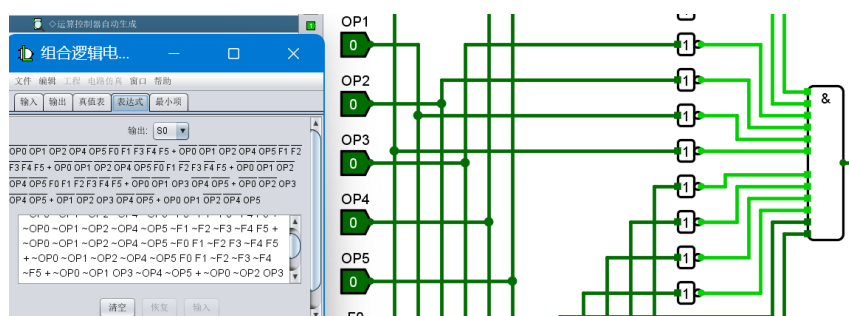 ◇运算控制器自动生成
组合逻辑电...
文件 编辑 工程 电路仿真 窗口 帮助
输入 输出 真值表 表达式 最小项
输出: S0
OP0 OP1 OP2 OP4 OP5 F0 F1 F3 F4 F5 + OP0 OP1 OP2 OP4 OP5 F1 F2
F3 F4 F5 + OP0 OP1 OP2 OP4 OP5 F0 F1 F2 F3 F4 F5 + OP0 OP1 OP2
OP4 OP5 F0 F1 F2 F3 F4 F5 + OP0 OP1 OP3 OP4 OP5 + OP0 OP2 OP3
OP4 OP5 + OP1 OP2 OP3 OP4 OP5 + OP0 OP1 OP2 OP4 OP5
~OP0 ~OP1 ~OP2 ~OP4 ~OP5 ~F1 ~F2 ~F3 ~F4 F5 +
~OP0 ~OP1 ~OP2 ~OP4 ~OP5 ~F0 F1 ~F2 F3 ~F4 F5
+ ~OP0 ~OP1 ~OP2 ~OP4 ~OP5 F0 F1 ~F2 ~F3 ~F4
~F5 + ~OP0 ~OP1 OP3 ~OP4 ~OP5 + ~OP0 ~OP2 OP3
清空 恢复 输入
1
OP1
0
OP2
0
OP3
0
OP4
0
OP5
0
1
1
1
1
1
1
1
1
&